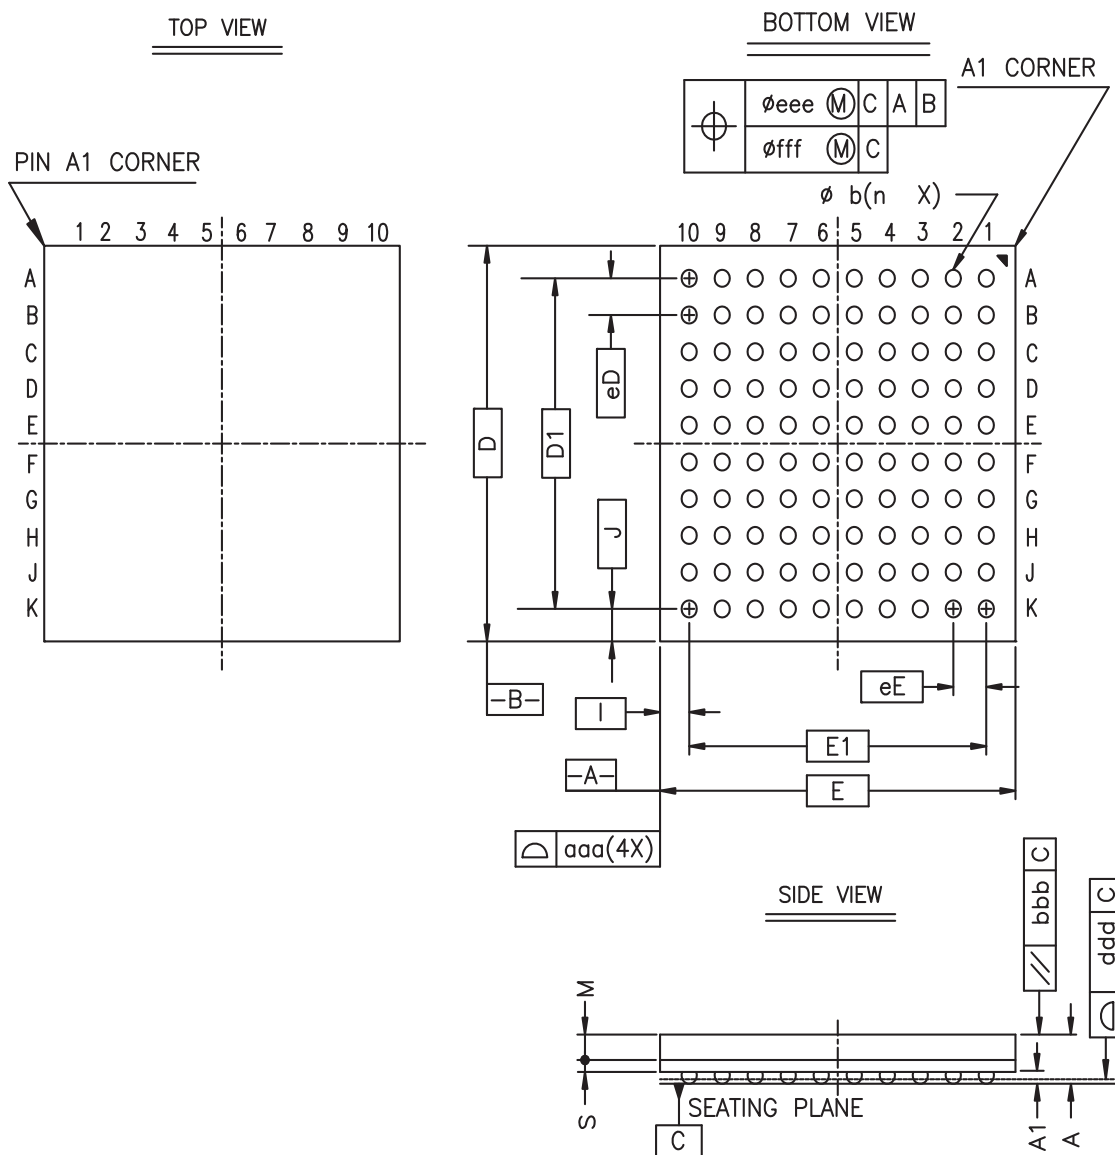 TOP VIEW
BOTTOM VIEW
A1 CORNER
øeee Ⓜ C A B
øfff Ⓜ C
PIN A1 CORNER
ø b(n X)
1 2 3 4 5 6 7 8 9 10
10 9 8 7 6 5 4 3 2 1
A A
B B
C C
D D
E E
F F
G G
H H
J J
K K
eD
D
D1
J
eE
-B-
I
E1
-A-
E
aaa(4X)
SIDE VIEW
// bbb C
ddd C
M
S
SEATING PLANE
C
A1
A